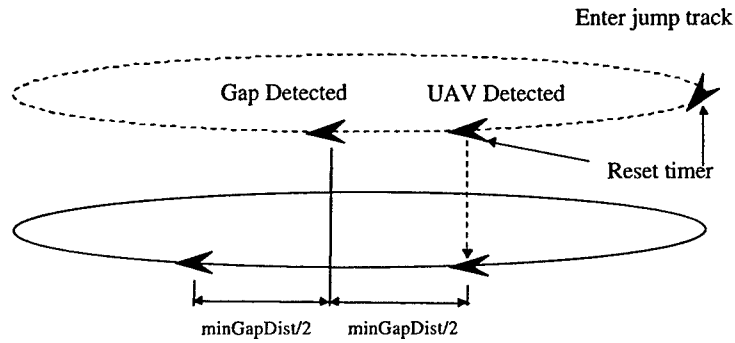 Enter jump track
Gap Detected
UAV Detected
Reset timer
minGapDist/2
minGapDist/2